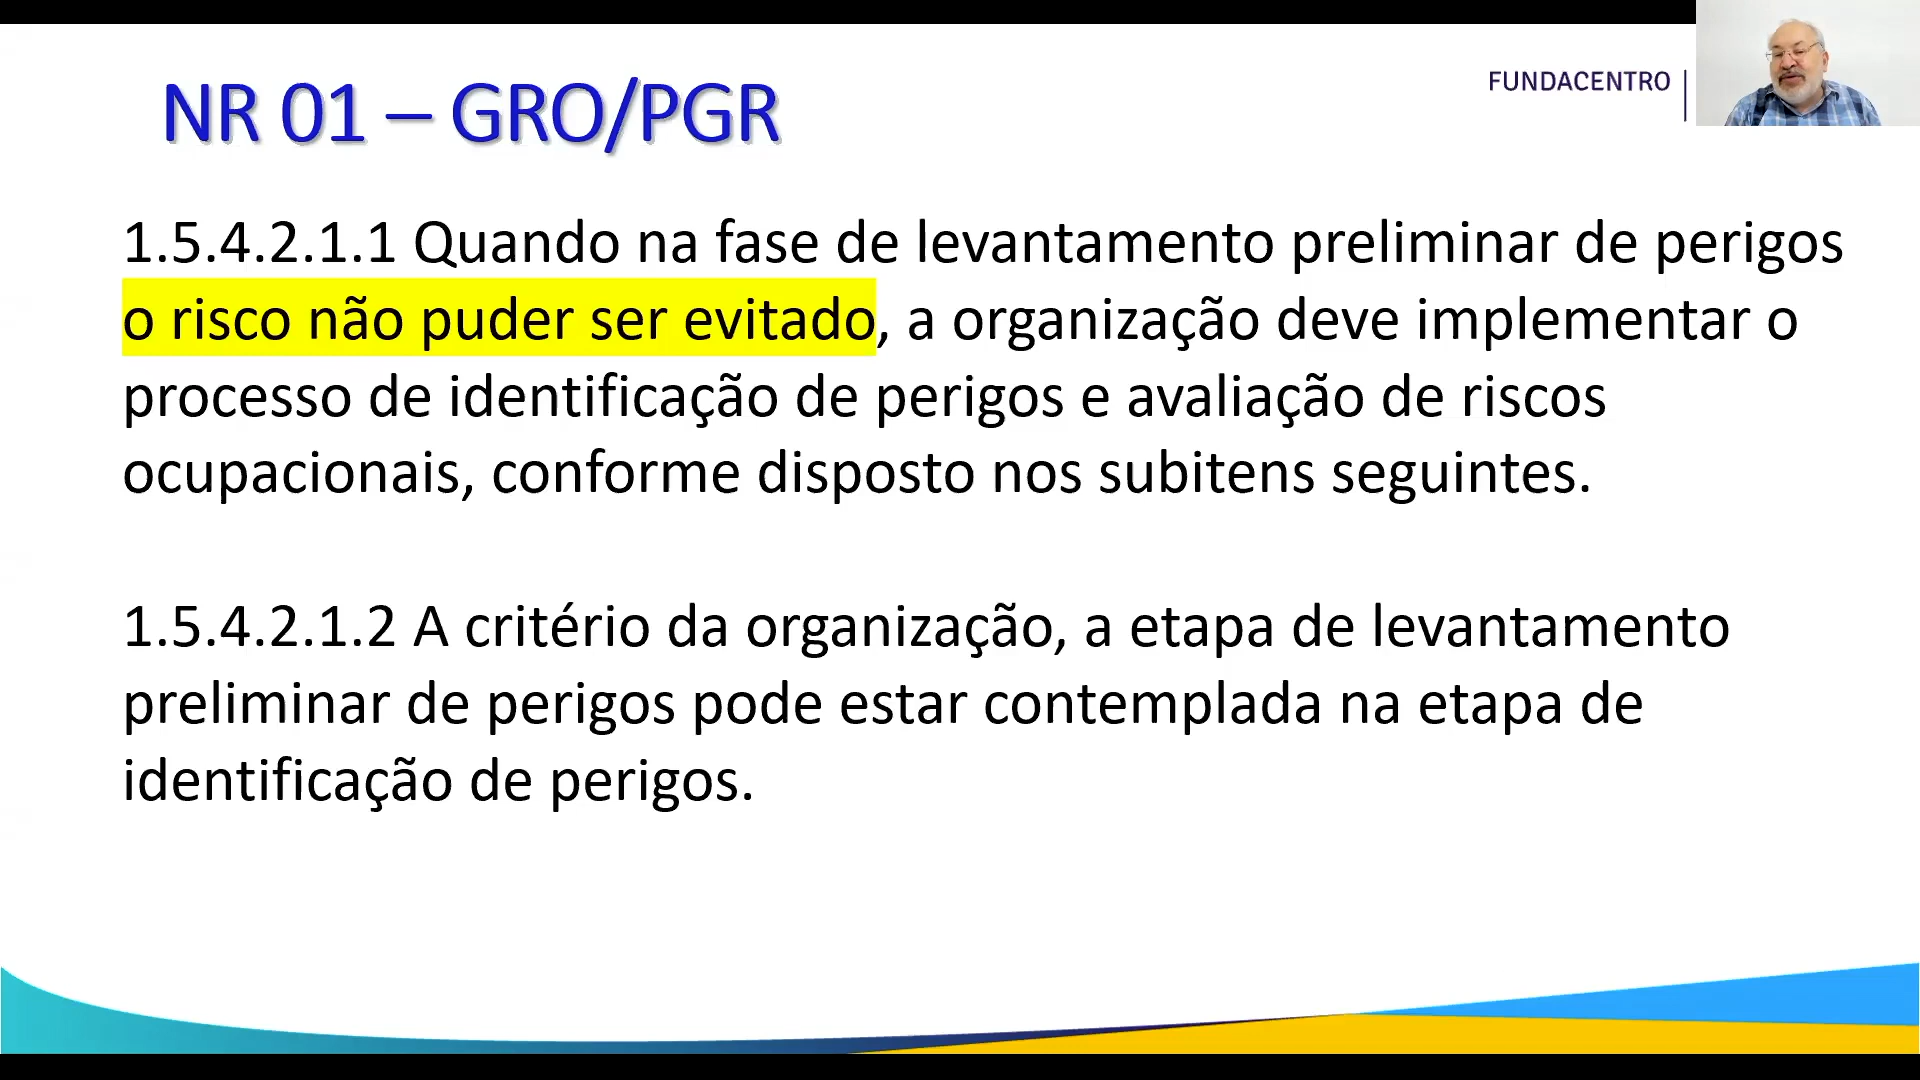 NR 01 – GRO/PGR
FUNDACENTRO
1.5.4.2.1.1 Quando na fase de levantamento preliminar de perigos
o risco não puder ser evitado, a organização deve implementar o
processo de identificação de perigos e avaliação de riscos
ocupacionais, conforme disposto nos subitens seguintes.
1.5.4.2.1.2 A critério da organização, a etapa de levantamento
preliminar de perigos pode estar contemplada na etapa de
identificação de perigos.